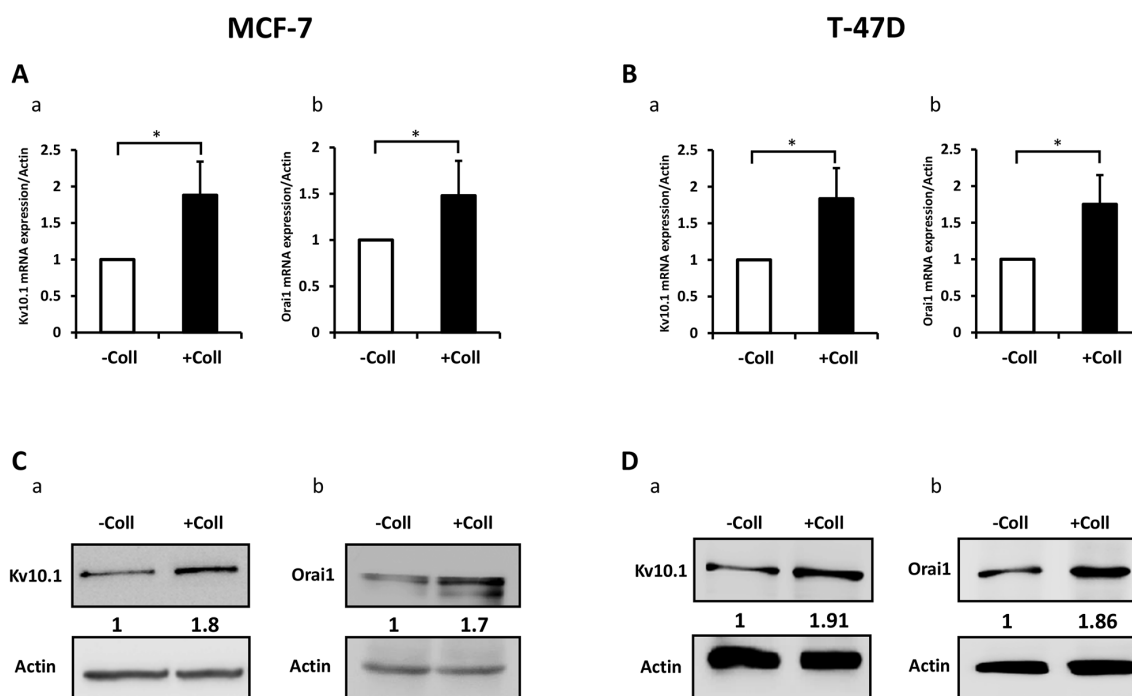 MCF-7
T-47D
A
B
a
b
a
b
Kv10.1 mRNA expression/Actin
2.5
2
1.5
1
0.5
0
*
-Coll
+Coll
Orai1 mRNA expression/Actin
2
1.5
1
0.5
0
*
-Coll
+Coll
Kv10.1 mRNA expression/Actin
2.5
2
1.5
1
0.5
0
*
-Coll
+Coll
Orai1 mRNA expression/Actin
2.5
2
1.5
1
0.5
0
*
-Coll
+Coll
C
D
a
-Coll +Coll
Kv10.1
1 1.8
Actin
b
-Coll +Coll
Orai1
1 1.7
Actin
a
-Coll +Coll
Kv10.1
1 1.91
Actin
b
-Coll +Coll
Orai1
1 1.86
Actin